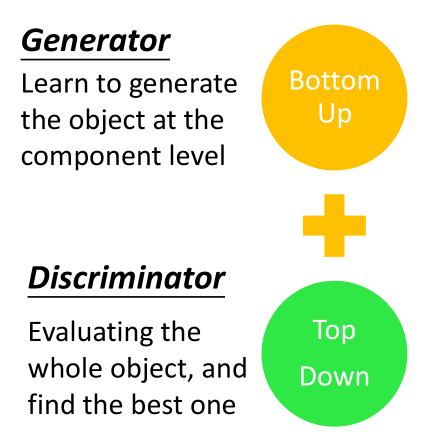 Generator
Learn to generate
the object at the
component level
Bottom
Up
Discriminator
Evaluating the
whole object, and
find the best one
Top
Down